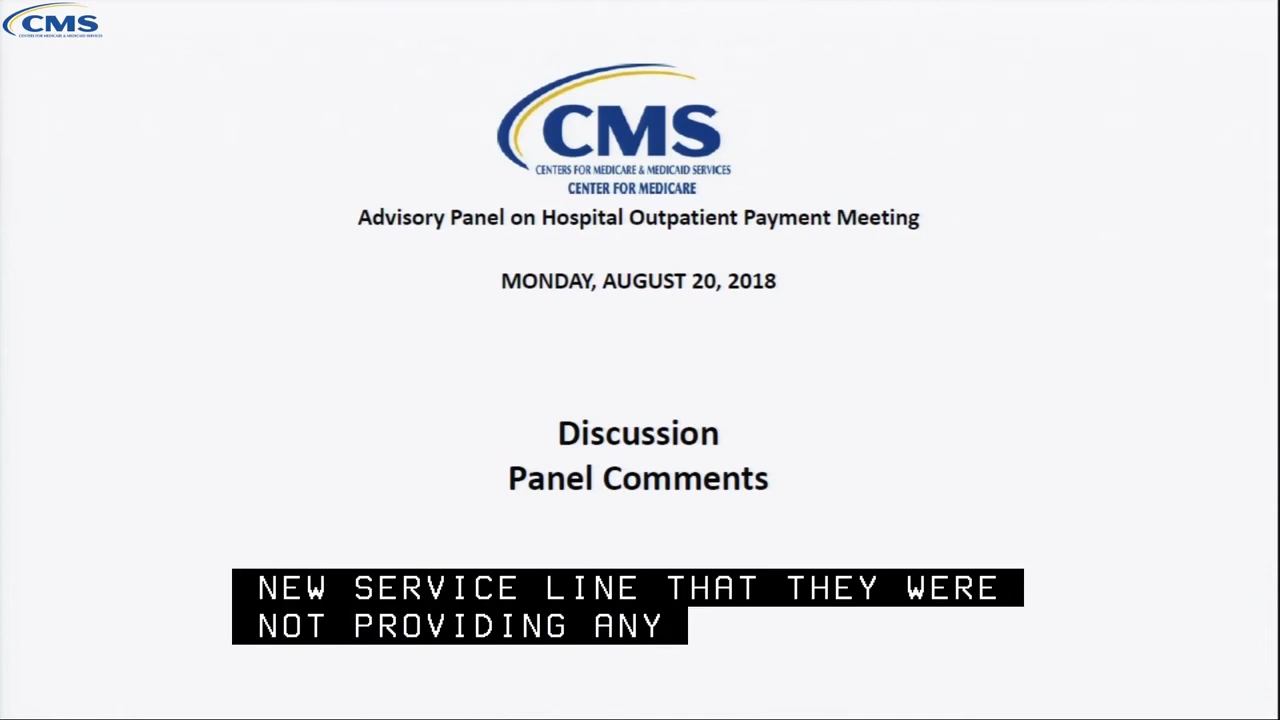 CMS
CENTERS FOR MEDICARE & MEDICAID SERVICES
CMS
CENTERS FOR MEDICARE & MEDICAID SERVICES
CENTER FOR MEDICARE
Advisory Panel on Hospital Outpatient Payment Meeting
MONDAY, AUGUST 20, 2018
Discussion
Panel Comments
NEW SERVICE LINE THAT THEY WERE
NOT PROVIDING ANY